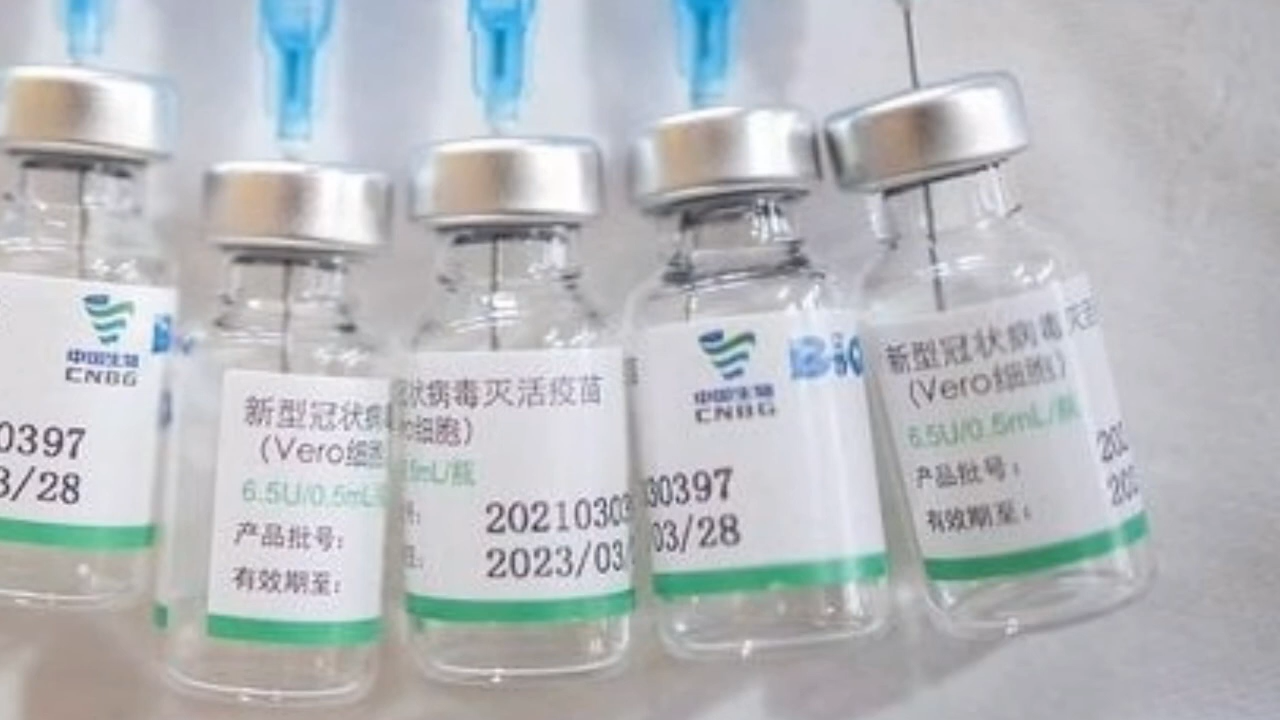 中国生物
CNBG
0397
3/28
新型冠状病
(Vero细胞
6.5U/0.5mL/
产品批号:
有效期至:
状病毒灭活疫苗
细胞)
5mL/瓶
20210303
2023/03/
中国生物
CNBG
Bio
30397
03/28
新型冠状病毒灭活
(Vero细胞)
6.5U/0.5mL/瓶
产品批号:
有效期至:
202
202